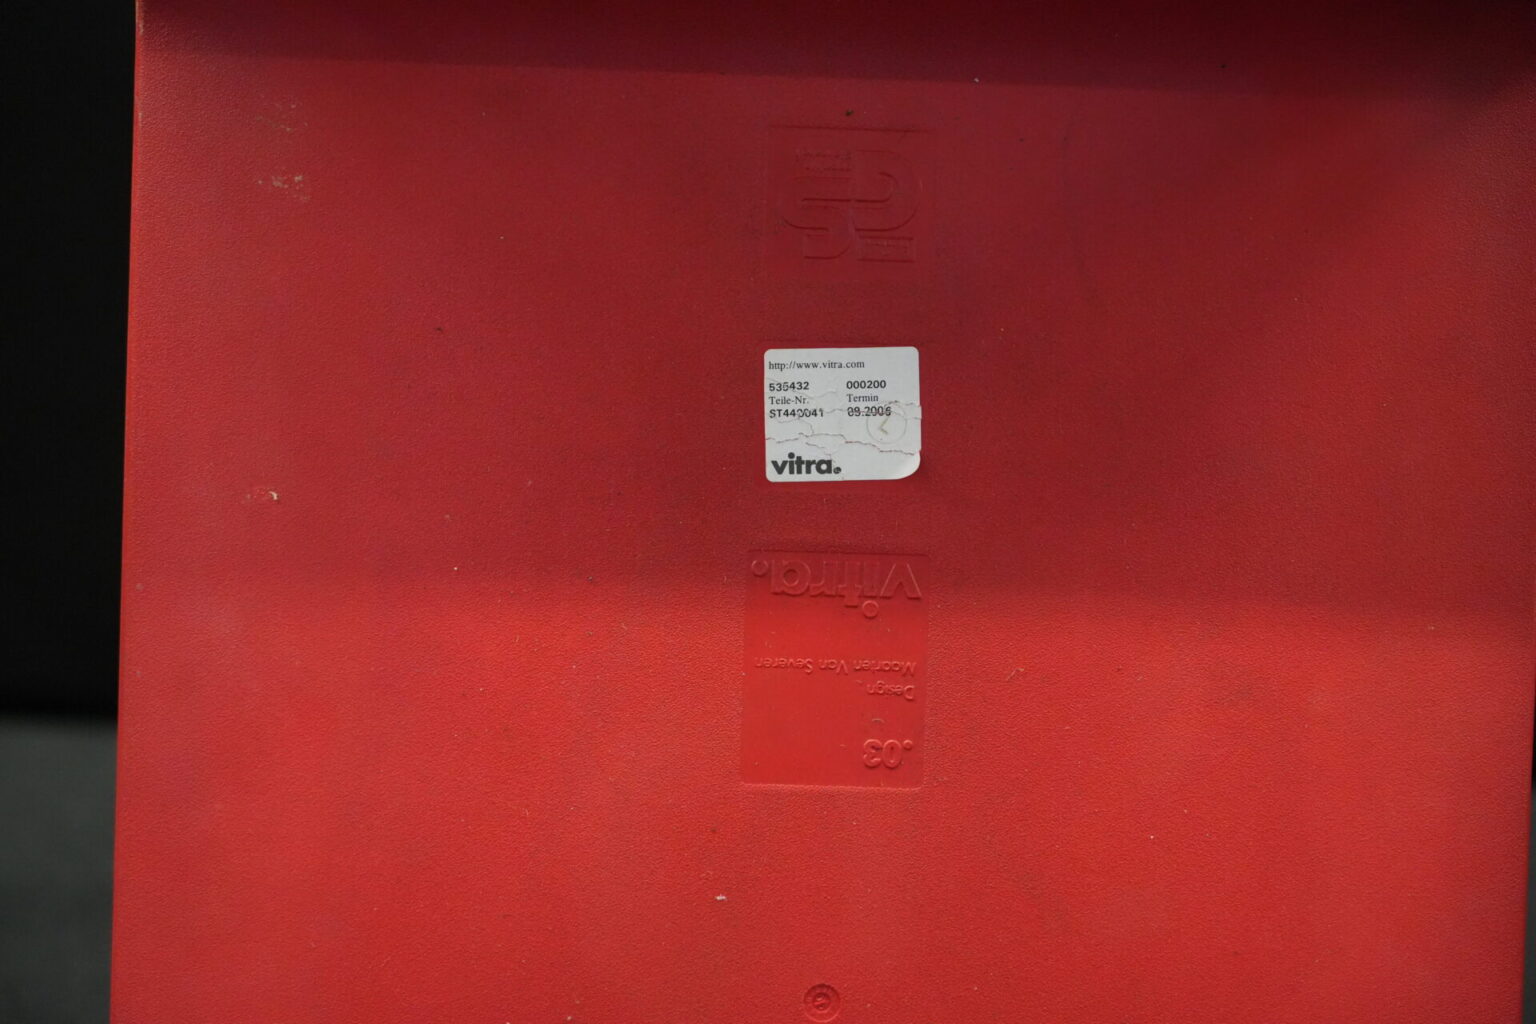 http://www.vitra.com
535432 000200
Teile-Nr. Termin
ST440041 09.2006
vitra.
vitra.
Maarten Van Severen
Design
.03